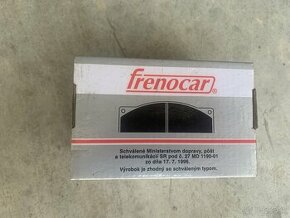 frenocar®
Schválené Ministerstvom dopravy, pôšt
a telekomunikácií SR pod č. 27 MD 1160-01
zo dňa 17. 7. 1996.
Výrobok je zhodný so schváleným typom.